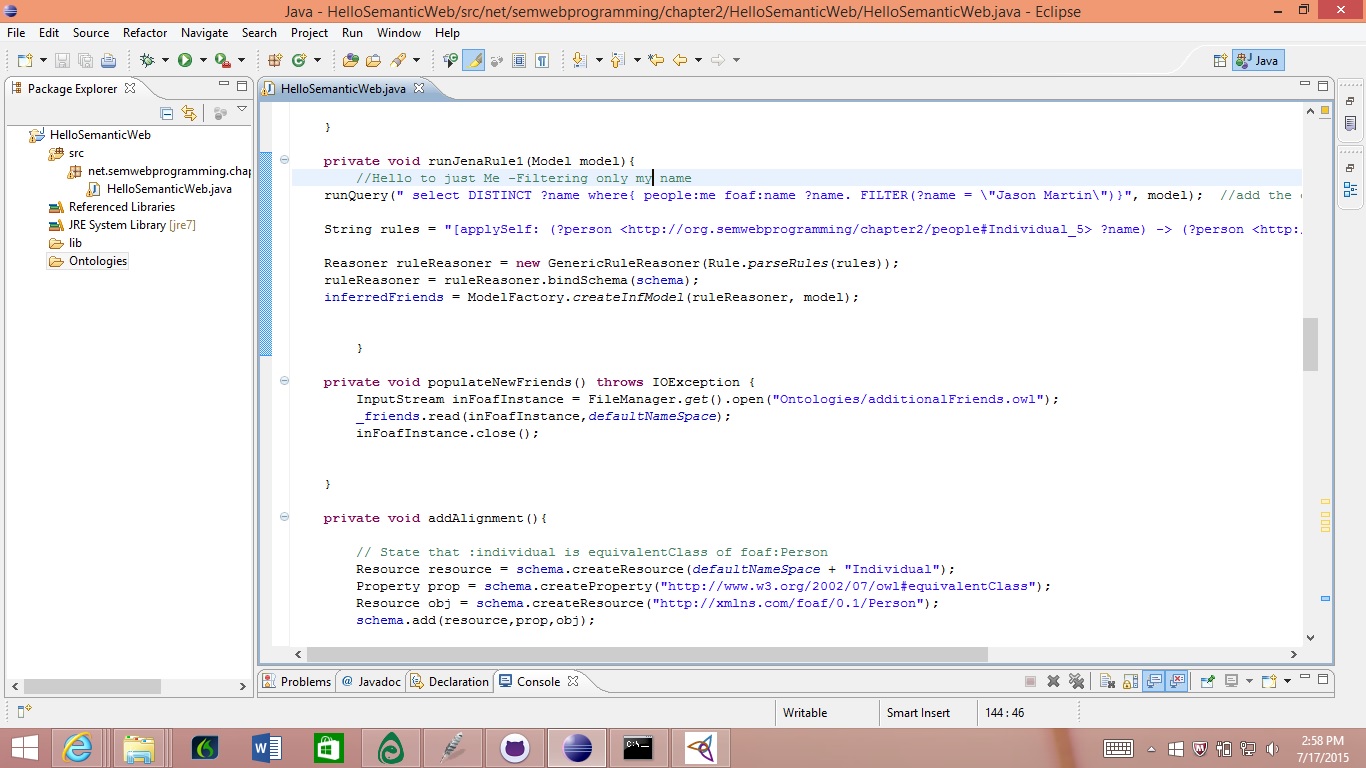 Java - HelloSemanticWeb/src/net/semwebprogramming/chapter2/HelloSemanticWeb/HelloSemanticWeb.java - Eclipse
File Edit Source Refactor Navigate Search Project Run Window Help
Java
Package Explorer
HelloSemanticWeb
src
net.semwebprogramming.chap
HelloSemanticWeb.java
Referenced Libraries
JRE System Library [jre7]
lib
Ontologies
HelloSemanticWeb.java
}
private void runJenaRule1(Model model){
//Hello to just Me -Filtering only my name
runQuery(" select DISTINCT ?name where{ people:me foaf:name ?name. FILTER(?name = \"Jason Martin\")}", model);  //add the
String rules = "[applySelf: (?person <http://org.semwebprogramming/chapter2/people#Individual_5> ?name) -> (?person <http:/
Reasoner ruleReasoner = new GenericRuleReasoner(Rule.parseRules(rules));
ruleReasoner = ruleReasoner.bindSchema(schema);
inferredFriends = ModelFactory.createInfModel(ruleReasoner, model);
}
private void populateNewFriends() throws IOException {
InputStream inFoafInstance = FileManager.get().open("Ontologies/additionalFriends.owl");
_friends.read(inFoafInstance,defaultNameSpace);
inFoafInstance.close();
}
private void addAlignment(){
// State that :individual is equivalentClass of foaf:Person
Resource resource = schema.createResource(defaultNameSpace + "Individual");
Property prop = schema.createProperty("http://www.w3.org/2002/07/owl#equivalentClass");
Resource obj = schema.createResource("http://xmlns.com/foaf/0.1/Person");
schema.add(resource,prop,obj);
Problems @ Javadoc Declaration Console
Writable Smart Insert 144 : 46
2:58 PM
7/17/2015